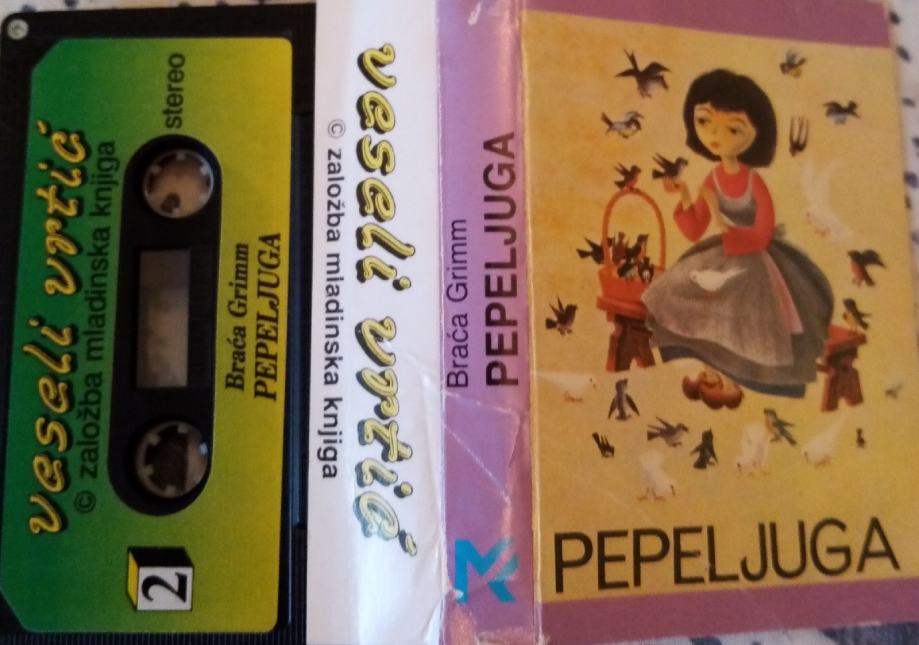 veseli vrtić
© založba mladinska knjiga
stereo
Braća Grimm
PEPELJUGA
2
veseli vrtić
© založba mladinska knjiga
Braća Grimm
PEPELJUGA
MK
PEPELJUGA